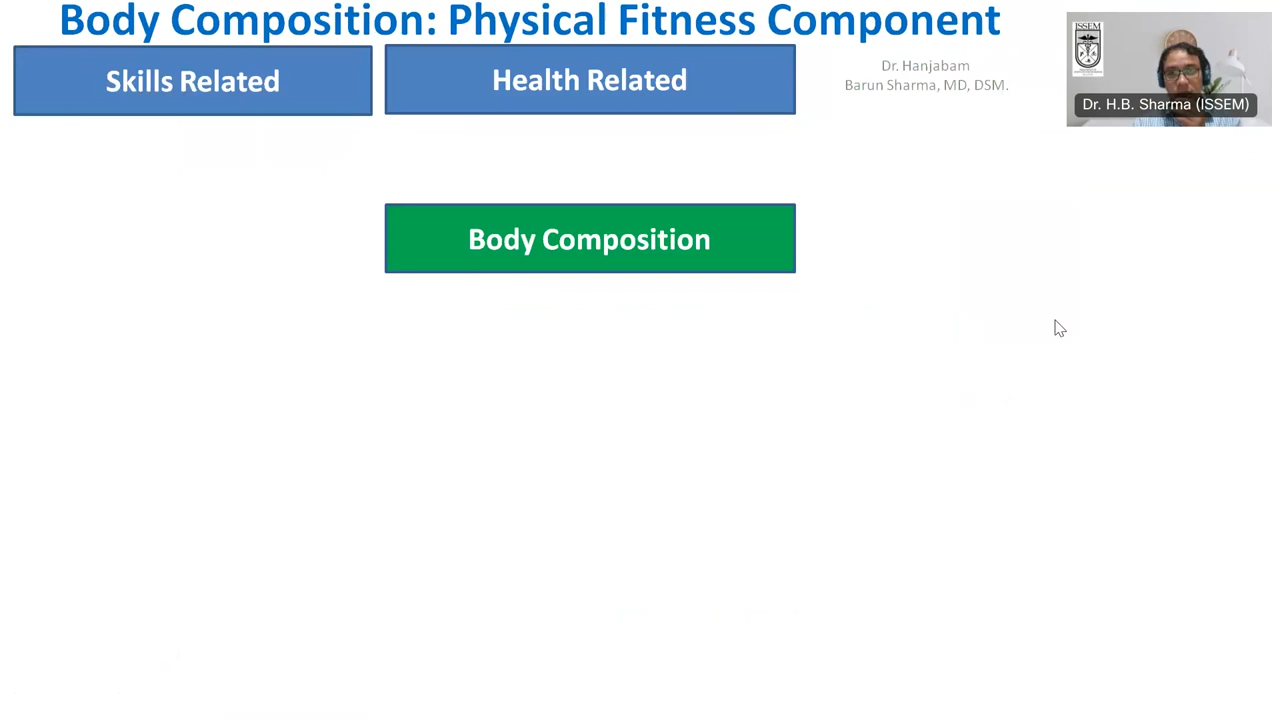 Body Composition: Physical Fitness Component
Skills Related
Health Related
Dr. Hanjabam
Barun Sharma, MD, DSM.
ISSEM
Dr. H.B. Sharma (ISSEM)
Body Composition